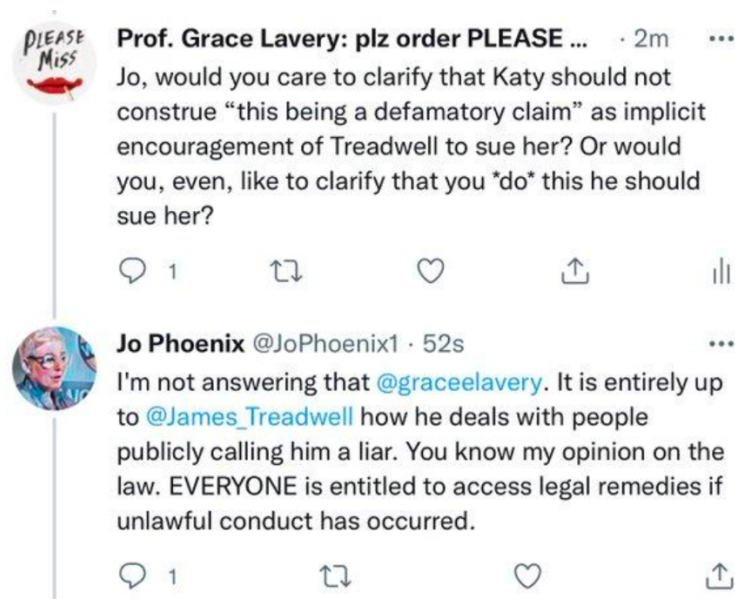 PLEASE
Miss
Prof. Grace Lavery: plz order PLEASE ... · 2m
Jo, would you care to clarify that Katy should not
construe “this being a defamatory claim” as implicit
encouragement of Treadwell to sue her? Or would
you, even, like to clarify that you *do* this he should
sue her?
1
Jo Phoenix @JoPhoenix1 · 52s
I'm not answering that @graceelavery. It is entirely up
to @James_Treadwell how he deals with people
publicly calling him a liar. You know my opinion on the
law. EVERYONE is entitled to access legal remedies if
unlawful conduct has occurred.
1